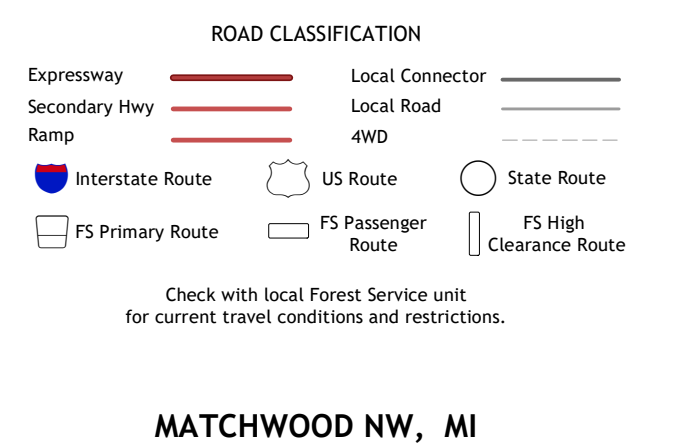 ROAD CLASSIFICATION
Expressway
Local Connector
Secondary Hwy
Local Road
Ramp
4WD
Interstate Route
US Route
State Route
FS Primary Route
FS Passenger
Route
FS High
Clearance Route
Check with local Forest Service unit
for current travel conditions and restrictions.
MATCHWOOD NW, MI